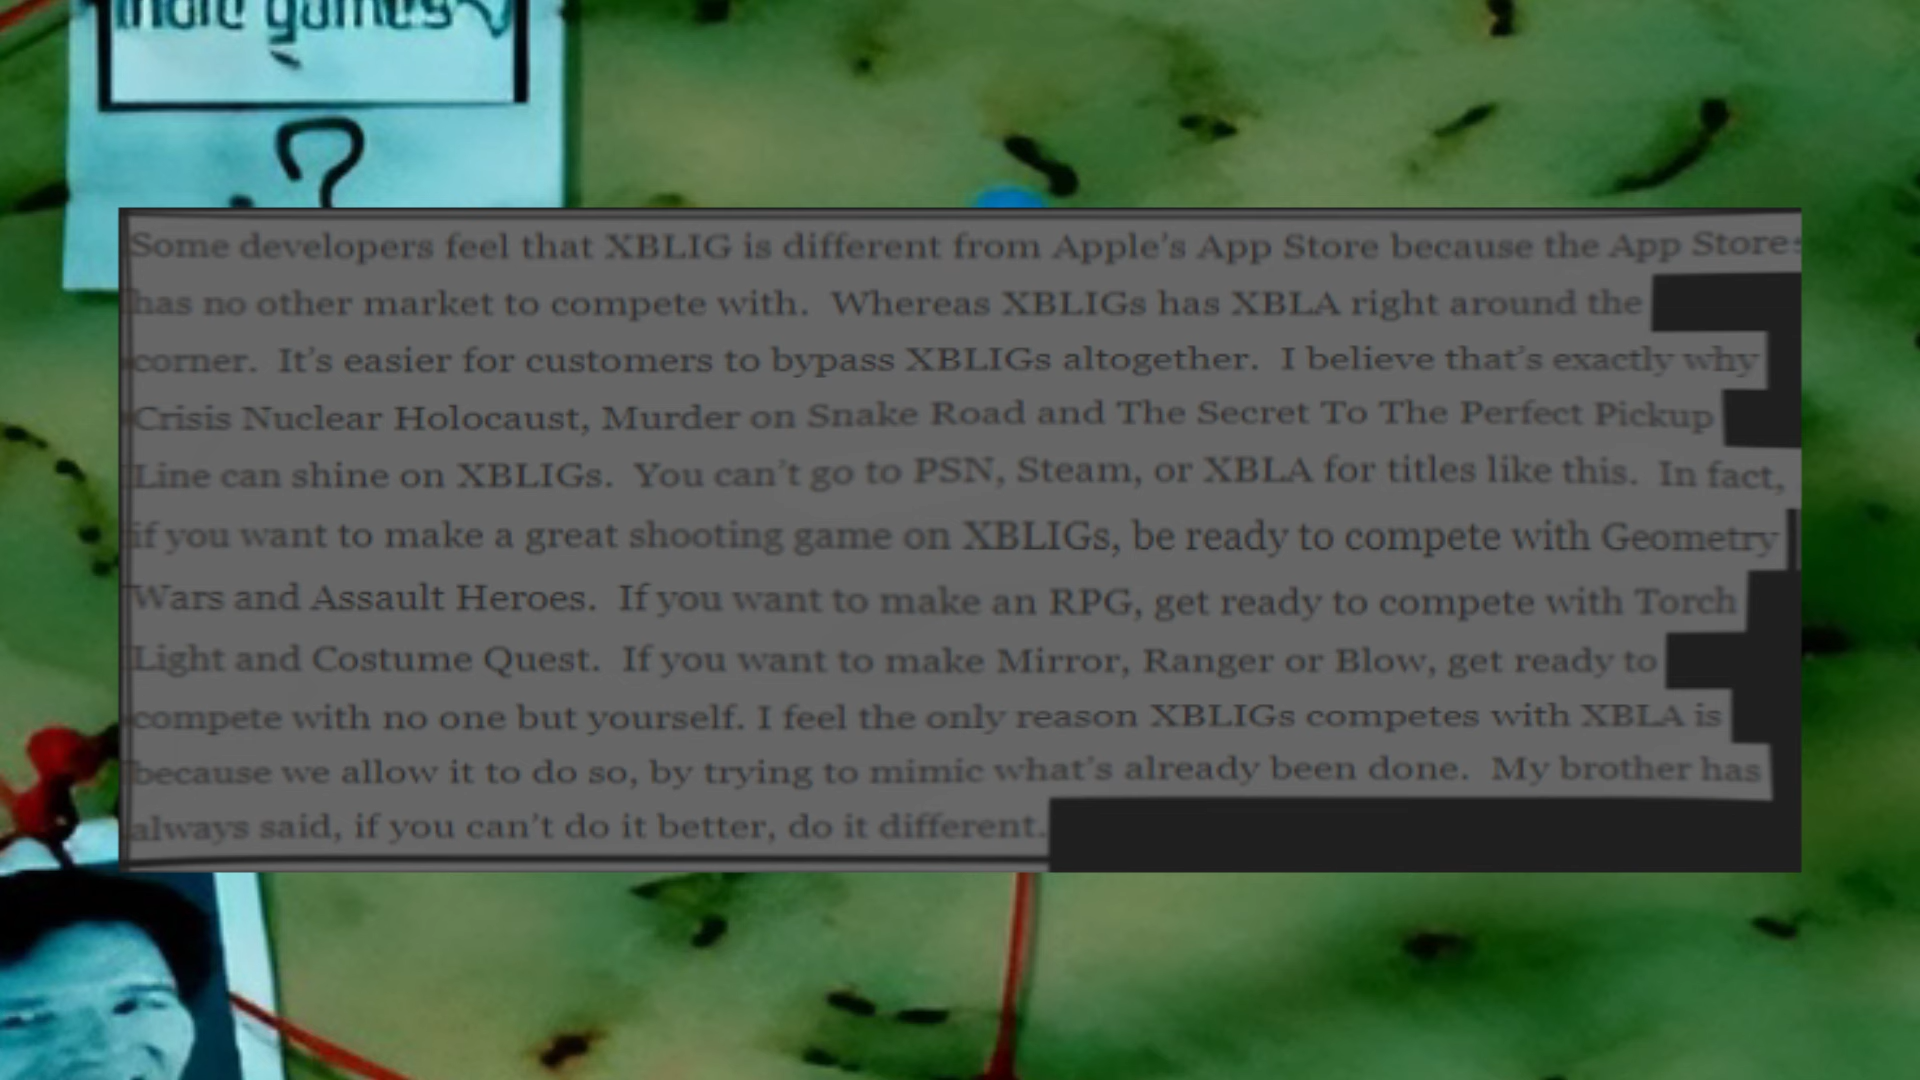 indie games
?
Some developers feel that XBLIG is different from Apple’s App Store because the App Stores
has no other market to compete with.  Whereas XBLIGs has XBLA right around the
corner.  It’s easier for customers to bypass XBLIGs altogether.  I believe that’s exactly why
Crisis Nuclear Holocaust, Murder on Snake Road and The Secret To The Perfect Pickup
Line can shine on XBLIGs.  You can’t go to PSN, Steam, or XBLA for titles like this.  In fact,
if you want to make a great shooting game on XBLIGs, be ready to compete with Geometry
Wars and Assault Heroes.  If you want to make an RPG, get ready to compete with Torch
Light and Costume Quest.  If you want to make Mirror, Ranger or Blow, get ready to
compete with no one but yourself. I feel the only reason XBLIGs competes with XBLA is
because we allow it to do so, by trying to mimic what’s already been done.  My brother has
always said, if you can’t do it better, do it different.